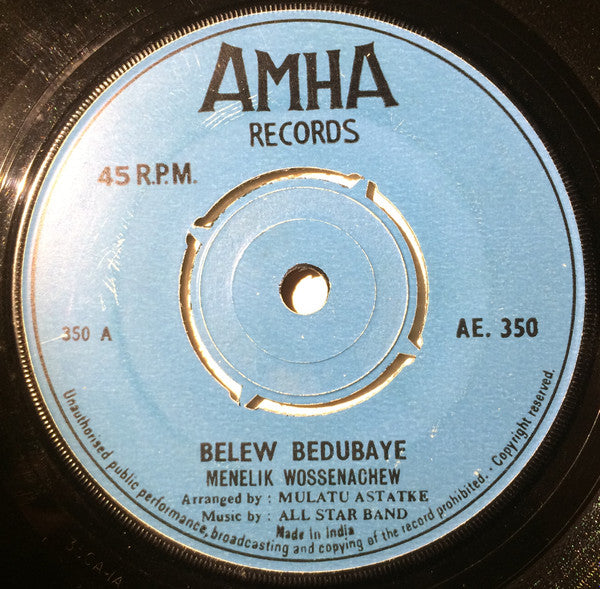 AMHA
RECORDS
45 R.P.M.
350 A
AE. 350
BELEW BEDUBAYE
MENELIK WOSSENACHEW
Arranged by : MULATU ASTATKE
Music by : ALL STAR BAND
Made in India
Unauthorised public performance, broadcasting and copying of the record prohibited. - Copyright reserved.